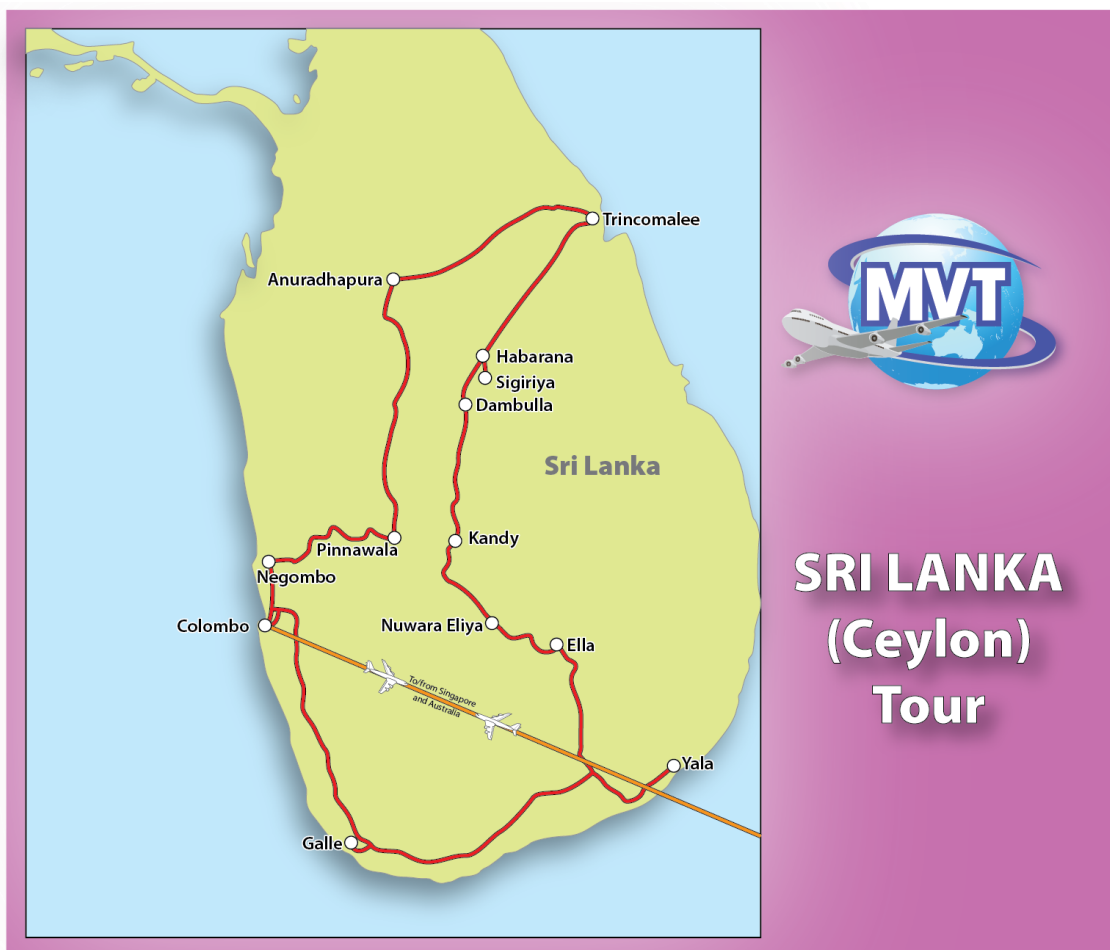 Trincomalee
Anuradhapura
Habarana
Sigiriya
Dambulla
Sri Lanka
Kandy
Pinnawala
Negombo
Colombo
Nuwara Eliya
Ella
To/from Singapore
and Australia
Yala
Galle
MVT
SRI LANKA
(Ceylon)
Tour